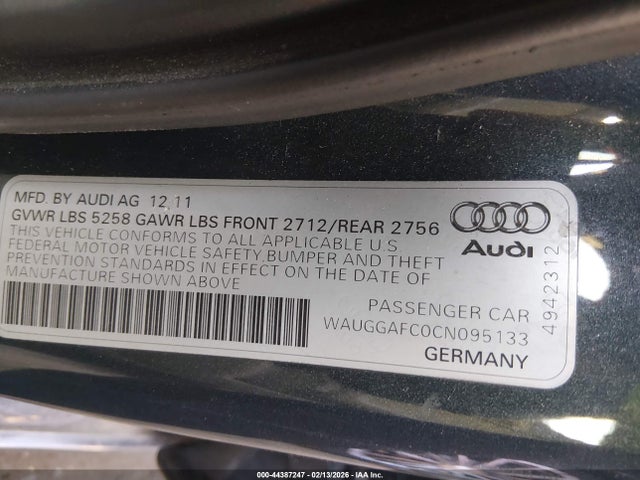 MFD. BY AUDI AG 12.11
GVWR LBS 5258 GAWR LBS FRONT 2712/REAR 2756
THIS VEHICLE CONFORMS TO ALL APPLICABLE U.S
FEDERAL MOTOR VEHICLE SAFETY,BUMPER AND THEFT
PREVENTION STANDARDS IN EFFECT ON THE DATE OF
MANUFACTURE SHOWN ABOVE
Audi
4942312
PASSENGER CAR
WAUGGAFC0CN095133
GERMANY
000-44387247 - 02/13/2026 - IAA Inc.